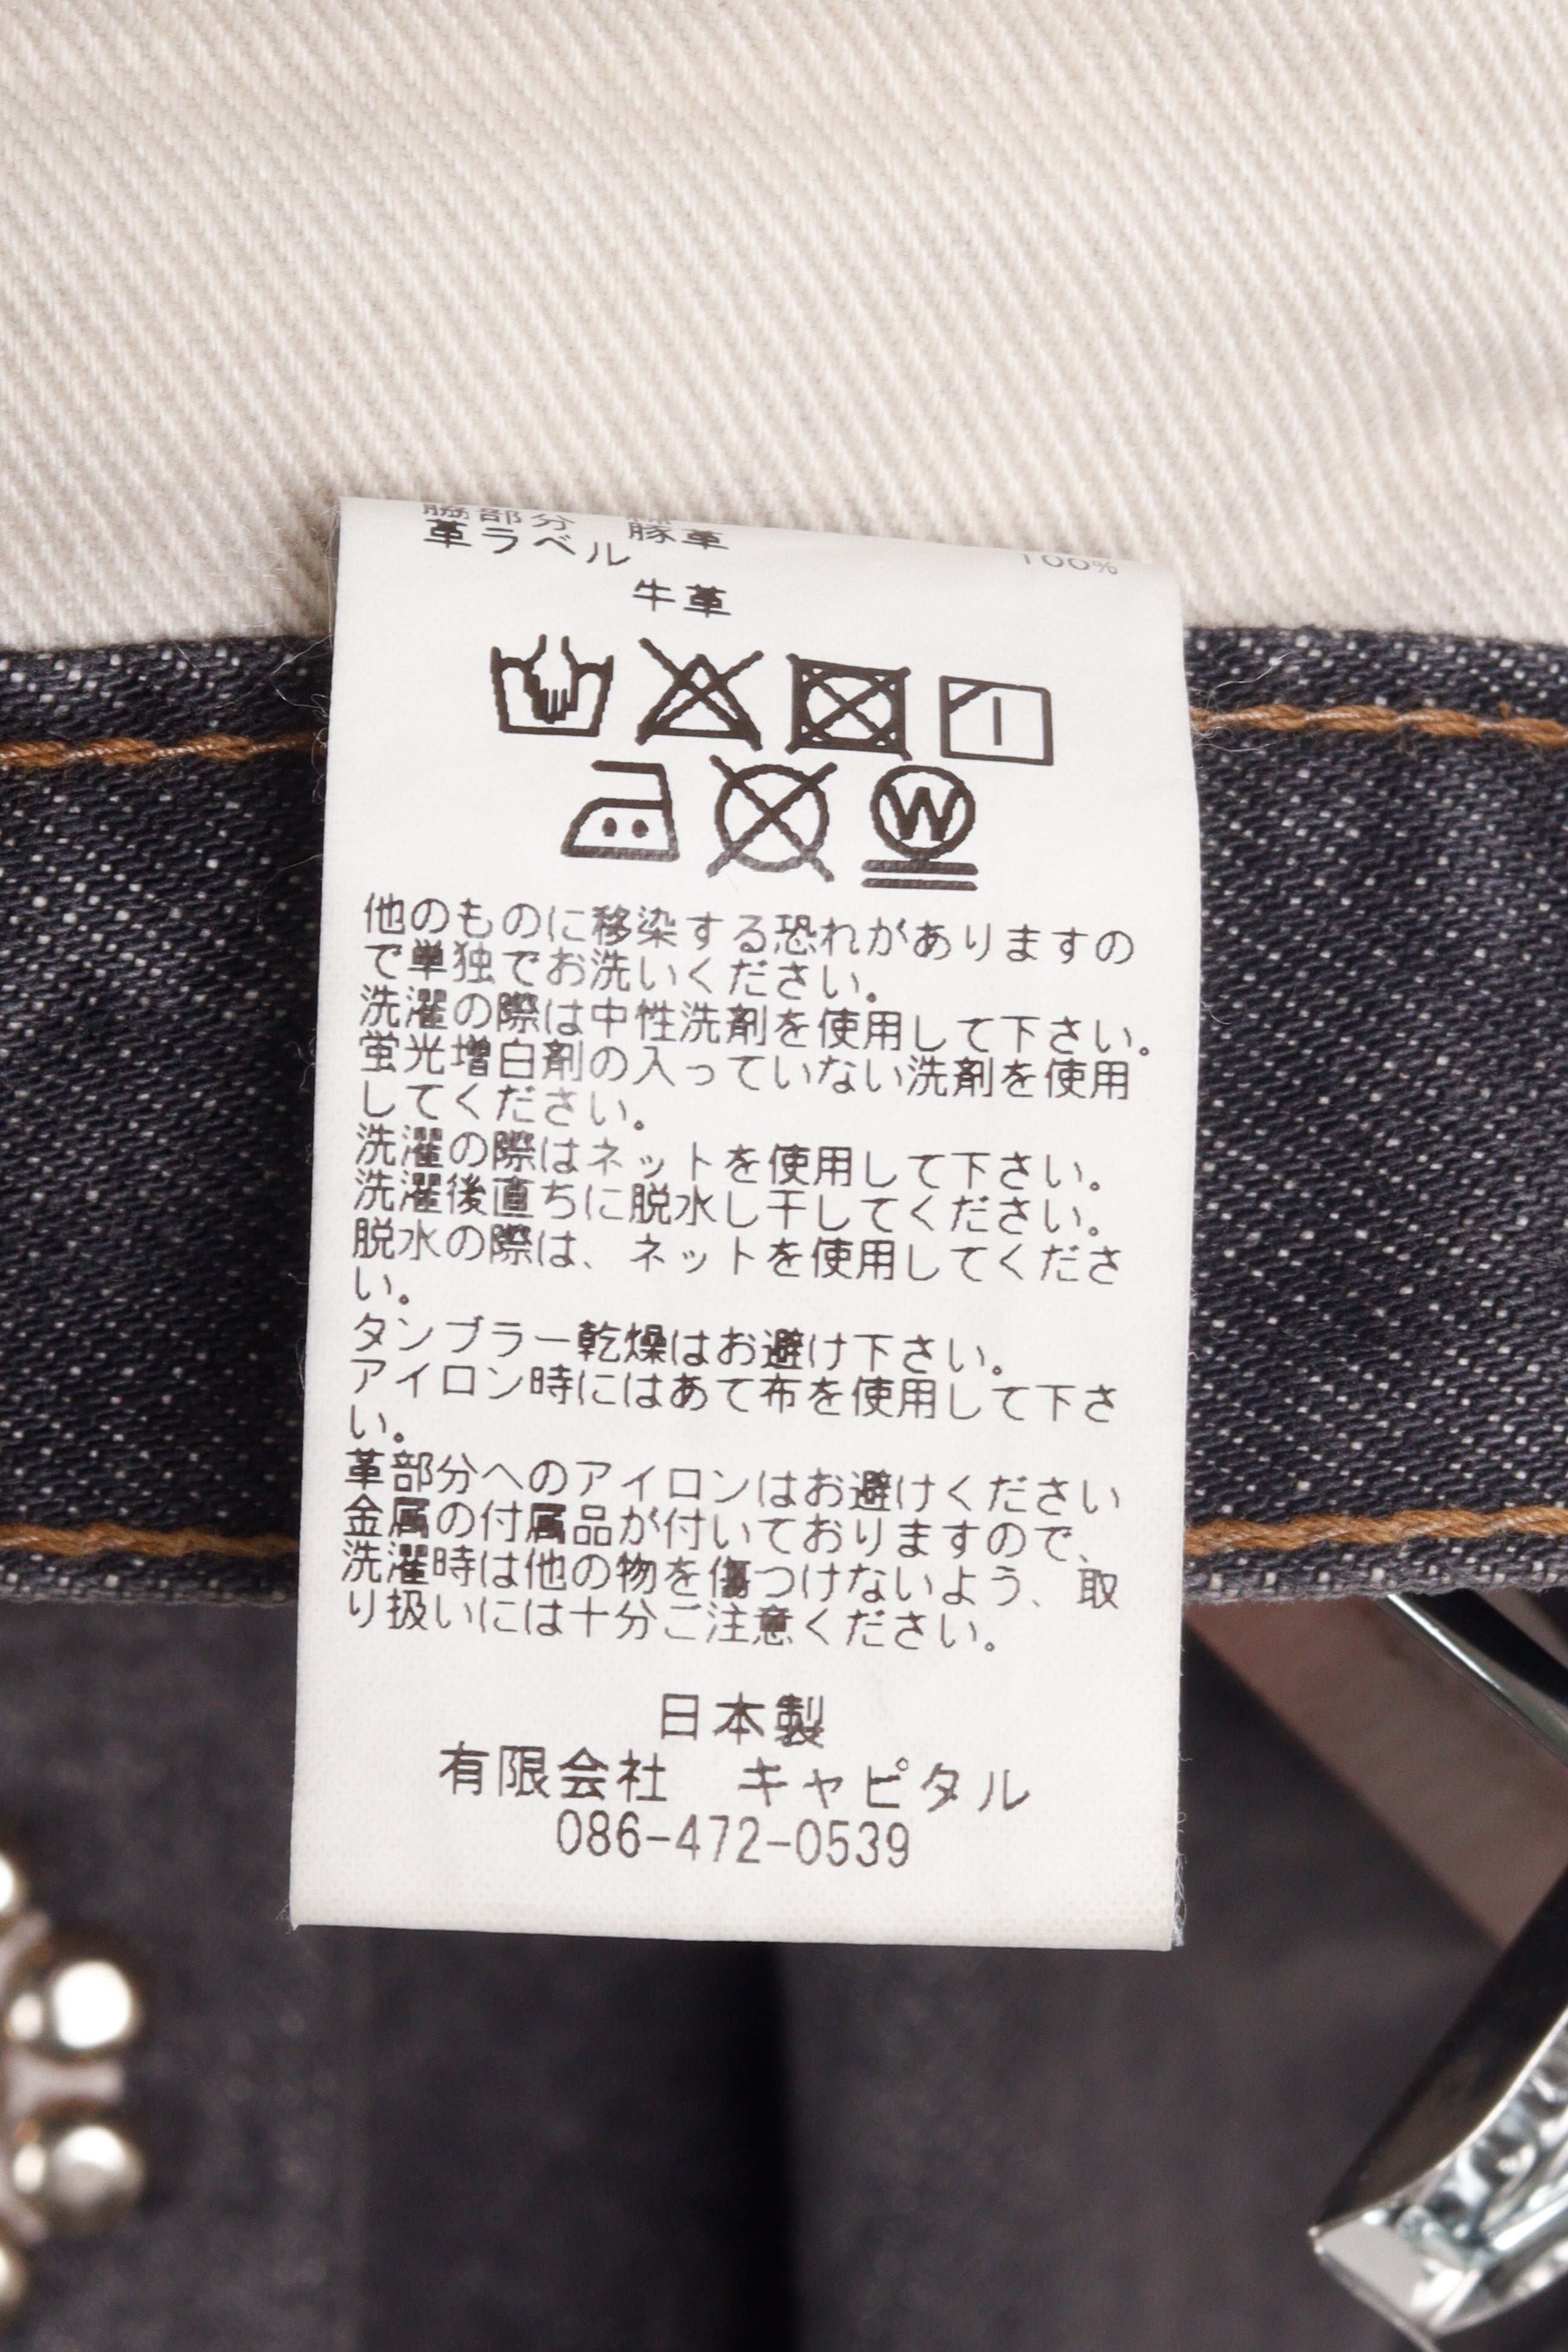 脇部分　豚革
100%
革ラベル
牛革
W
他のものに移染する恐れがありますの
で単独でお洗いください。
洗濯の際は中性洗剤を使用して下さい。
蛍光増白剤の入っていない洗剤を使用
してください。
洗濯の際はネットを使用して下さい。
洗濯後直ちに脱水し干してください。
脱水の際は、ネットを使用してくださ
い。
タンブラー乾燥はお避け下さい。
アイロン時にはあて布を使用して下さ
い。
革部分へのアイロンはお避けください
金属の付属品が付いておりますので、
洗濯時は他の物を傷つけないよう、取
り扱いには十分ご注意ください。
日本製
有限会社　キャピタル
086-472-0539